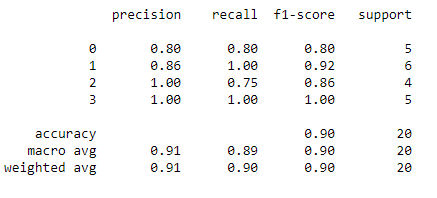 precision recall f1-score support
0 0.80 0.80 0.80 5
1 0.86 1.00 0.92 6
2 1.00 0.75 0.86 4
3 1.00 1.00 1.00 5
accuracy 0.90 20
macro avg 0.91 0.89 0.90 20
weighted avg 0.91 0.90 0.90 20